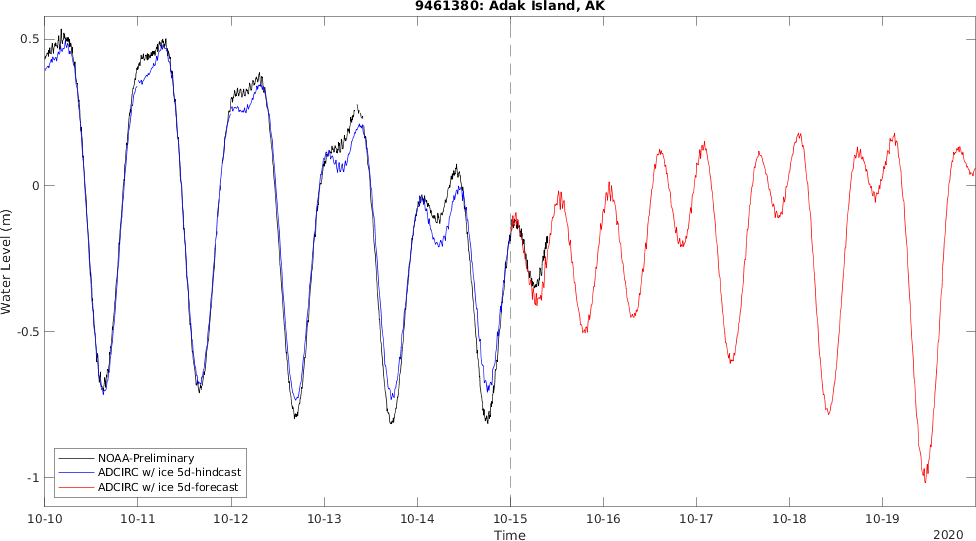 9461380: Adak Island, AK
0.5
0
-0.5
-1
Water Level (m)
NOAA-Preliminary
ADCIRC w/ ice 5d-hindcast
ADCIRC w/ ice 5d-forecast
10-10 10-11 10-12 10-13 10-14 10-15 10-16 10-17 10-18 10-19
Time
2020